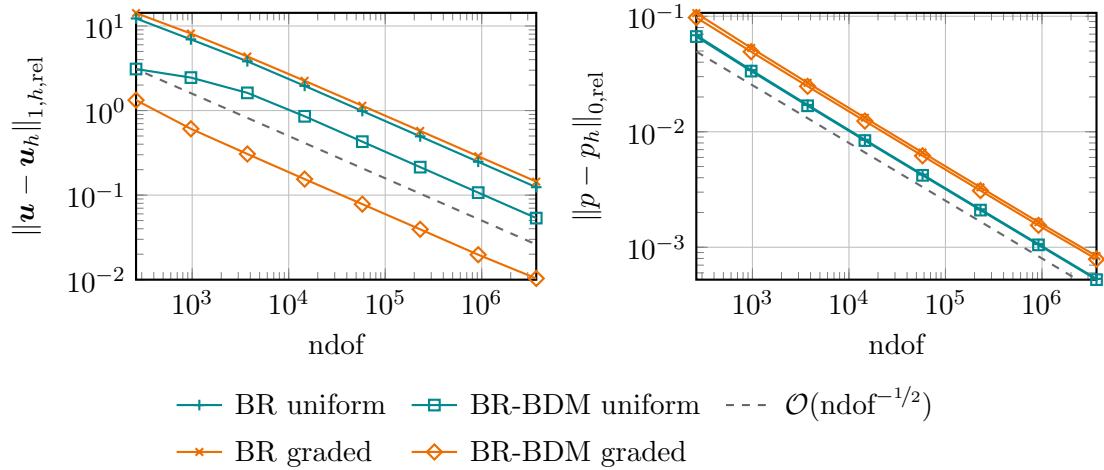 10^1
10^0
10^{-1}
10^{-2}
‖u − u_h‖_{1,h,rel}
10^3 10^4 10^5 10^6
ndof
10^{-1}
10^{-2}
10^{-3}
‖p − p_h‖_{0,rel}
10^3 10^4 10^5 10^6
ndof
BR uniform BR-BDM uniform O(ndof^{-1/2})
BR graded BR-BDM graded